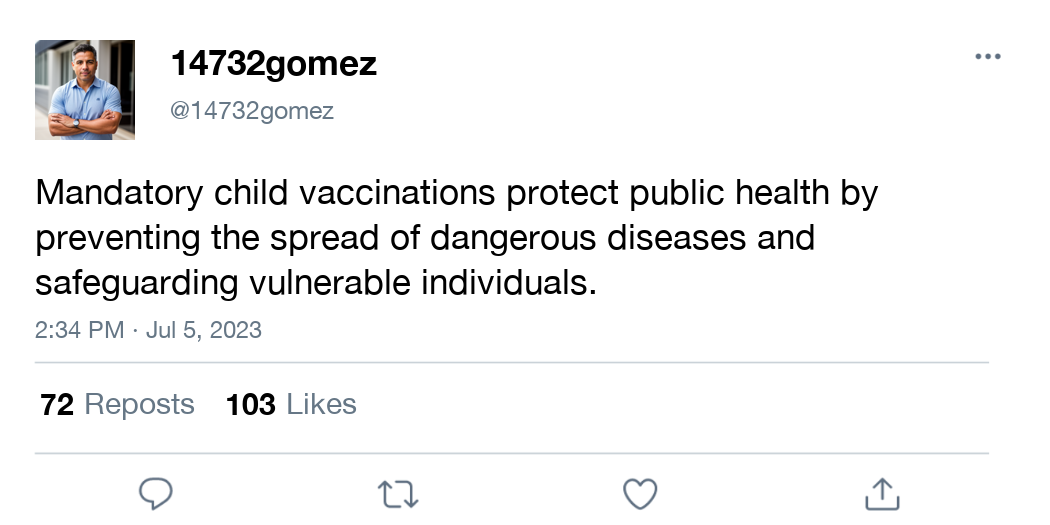 14732gomez
@14732gomez
Mandatory child vaccinations protect public health by
preventing the spread of dangerous diseases and
safeguarding vulnerable individuals.
2:34 PM · Jul 5, 2023
72 Reposts 103 Likes